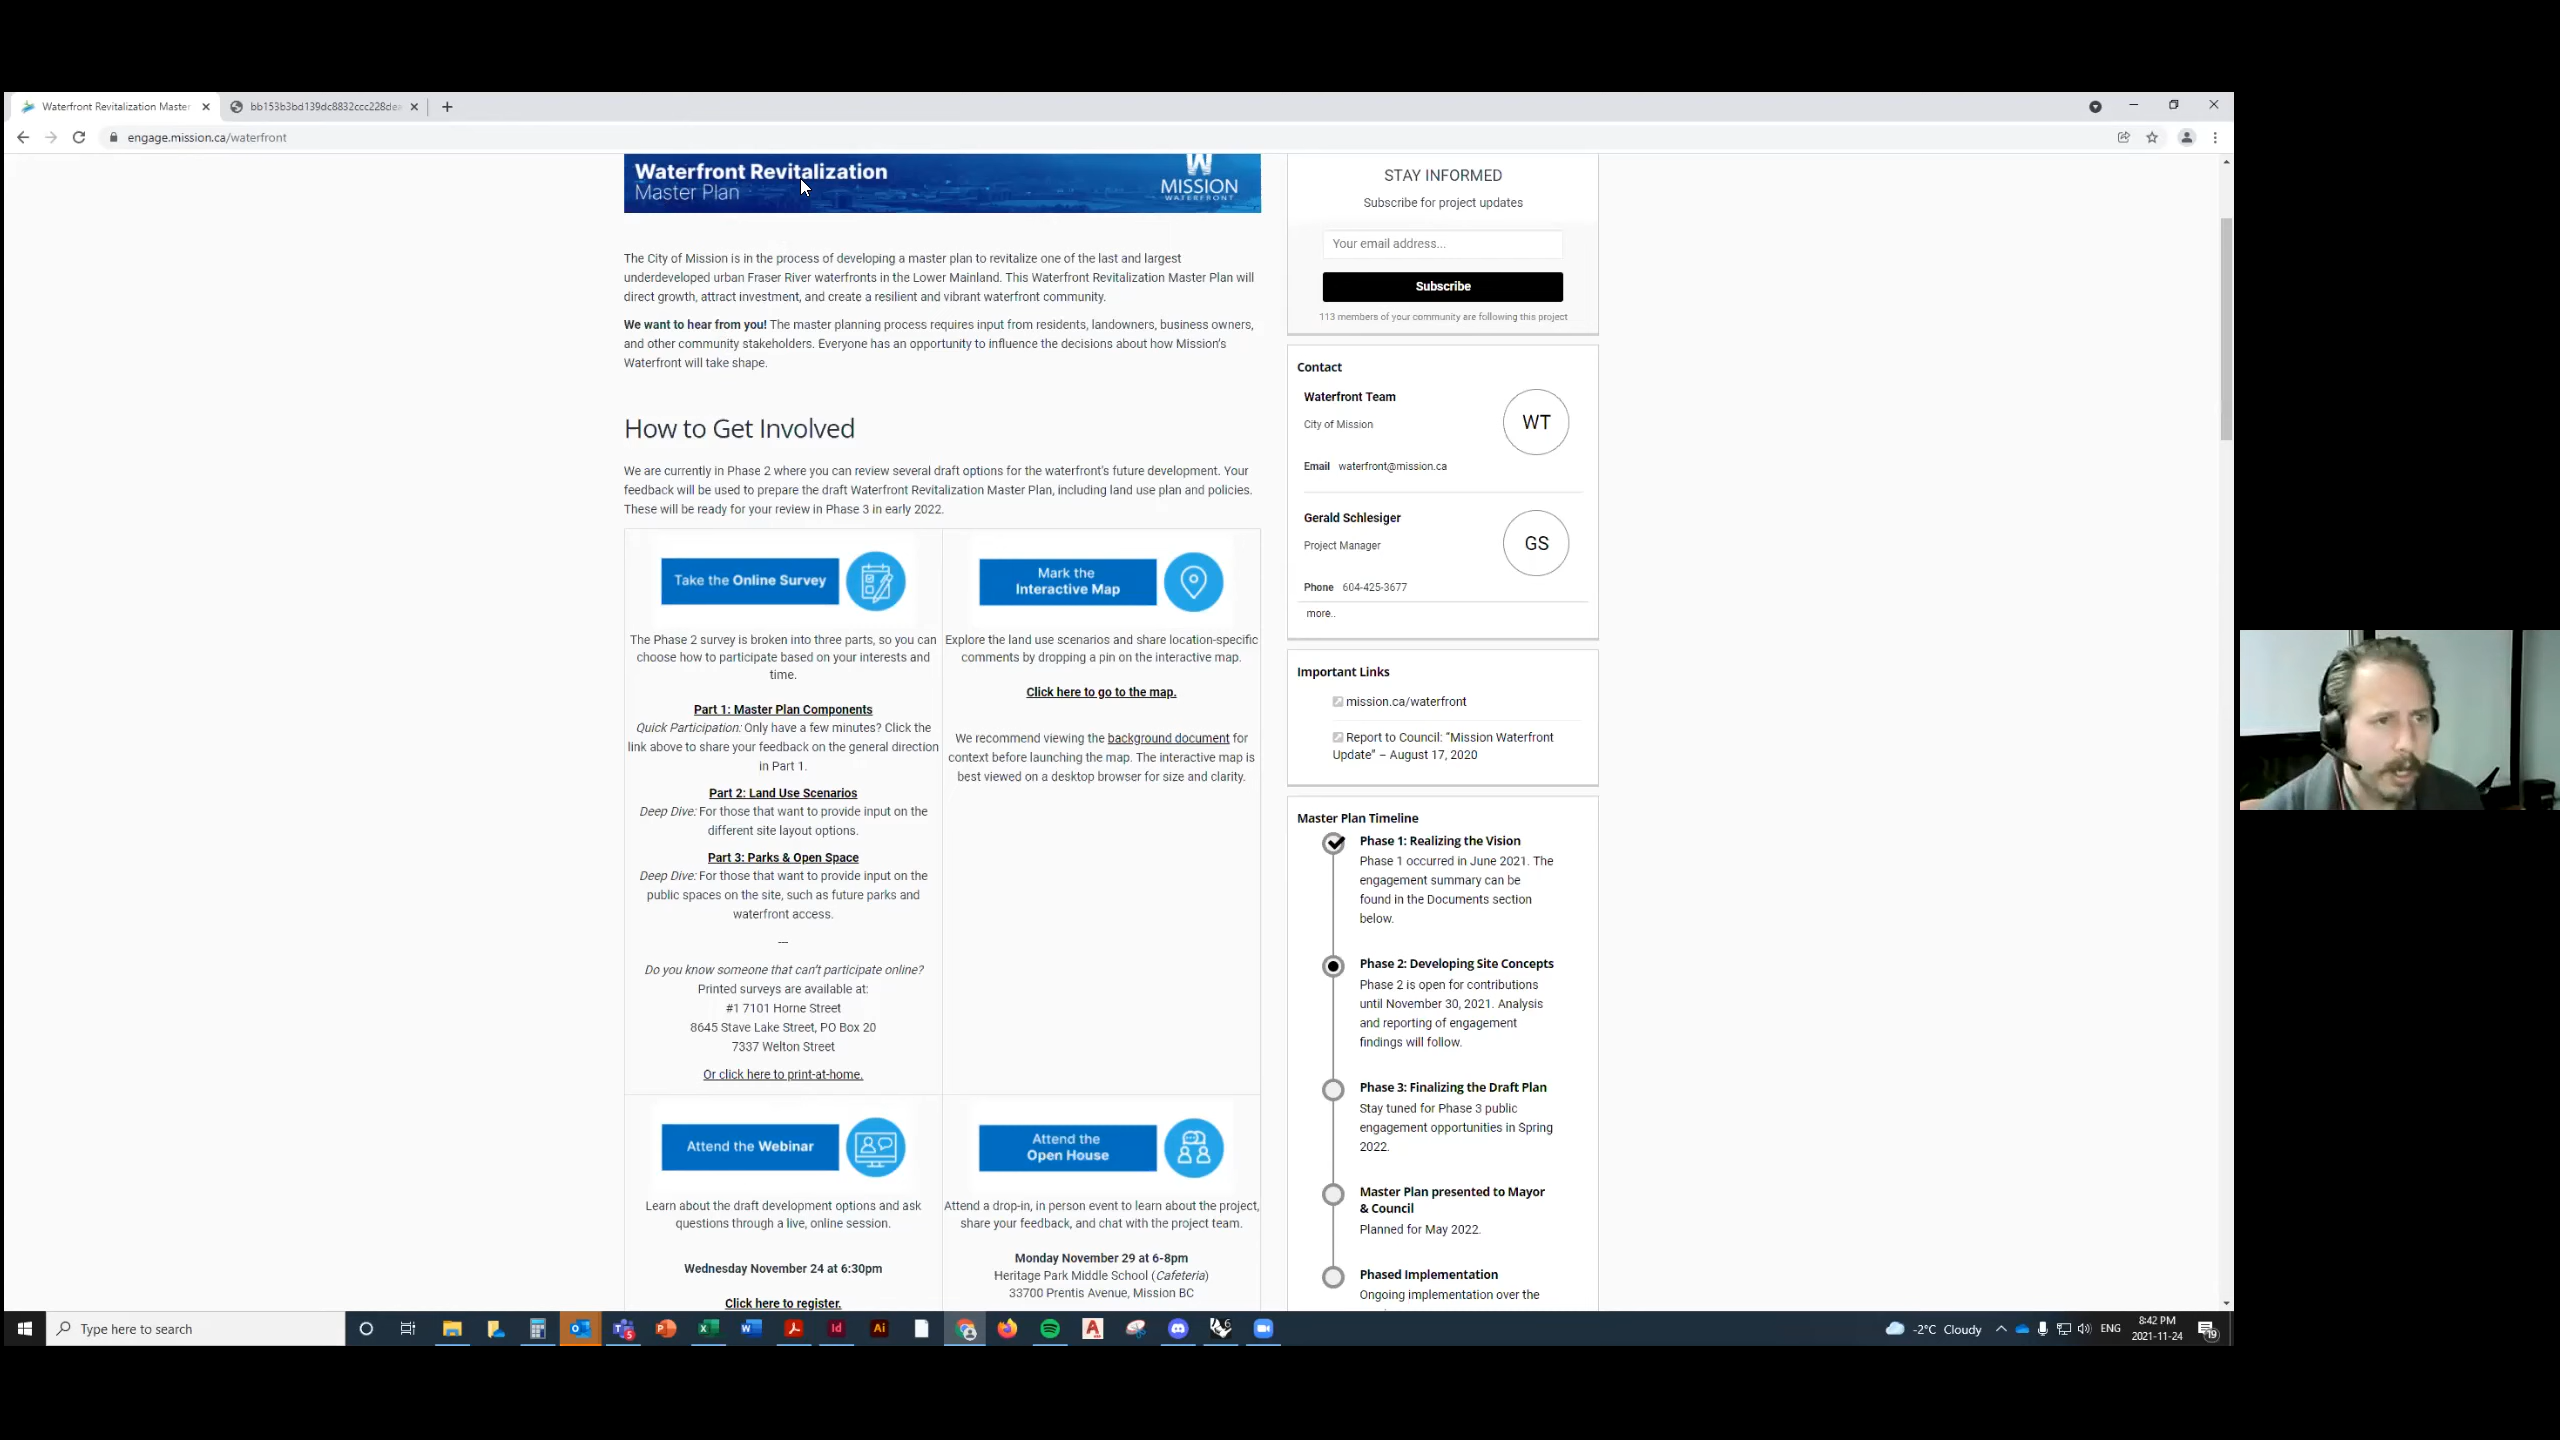 Waterfront Revitalization Master
bb153b3bd139dc8832ccc228dea
engage.mission.ca/waterfront
Waterfront Revitalization
Master Plan
W
MISSION
WATERFRONT
The City of Mission is in the process of developing a master plan to revitalize one of the last and largest
underdeveloped urban Fraser River waterfronts in the Lower Mainland. This Waterfront Revitalization Master Plan will
direct growth, attract investment, and create a resilient and vibrant waterfront community.
We want to hear from you! The master planning process requires input from residents, landowners, business owners,
and other community stakeholders. Everyone has an opportunity to influence the decisions about how Mission's
Waterfront will take shape.
How to Get Involved
We are currently in Phase 2 where you can review several draft options for the waterfront's future development. Your
feedback will be used to prepare the draft Waterfront Revitalization Master Plan, including land use plan and policies.
These will be ready for your review in Phase 3 in early 2022.
Take the Online Survey
The Phase 2 survey is broken into three parts, so you can
choose how to participate based on your interests and
time.
Part 1: Master Plan Components
Quick Participation: Only have a few minutes? Click the
link above to share your feedback on the general direction
in Part 1.
Part 2: Land Use Scenarios
Deep Dive: For those that want to provide input on the
different site layout options.
Part 3: Parks & Open Space
Deep Dive: For those that want to provide input on the
public spaces on the site, such as future parks and
waterfront access.
---
Do you know someone that can't participate online?
Printed surveys are available at:
#1 7101 Horne Street
8645 Stave Lake Street, PO Box 20
7337 Welton Street
Or click here to print-at-home.
Mark the
Interactive Map
Explore the land use scenarios and share location-specific
comments by dropping a pin on the interactive map.
Click here to go to the map.
We recommend viewing the background document for
context before launching the map. The interactive map is
best viewed on a desktop browser for size and clarity.
Attend the Webinar
Learn about the draft development options and ask
questions through a live, online session.
Wednesday November 24 at 6:30pm
Click here to register.
Attend the
Open House
Attend a drop-in, in person event to learn about the project,
share your feedback, and chat with the project team.
Monday November 29 at 6-8pm
Heritage Park Middle School (Cafeteria)
33700 Prentis Avenue, Mission BC
STAY INFORMED
Subscribe for project updates
Your email address...
Subscribe
113 members of your community are following this project
Contact
Waterfront Team
City of Mission
WT
Email waterfront@mission.ca
Gerald Schlesiger
Project Manager
GS
Phone 604-425-3677
more..
Important Links
mission.ca/waterfront
Report to Council: "Mission Waterfront
Update" – August 17, 2020
Master Plan Timeline
Phase 1: Realizing the Vision
Phase 1 occurred in June 2021. The
engagement summary can be
found in the Documents section
below.
Phase 2: Developing Site Concepts
Phase 2 is open for contributions
until November 30, 2021. Analysis
and reporting of engagement
findings will follow.
Phase 3: Finalizing the Draft Plan
Stay tuned for Phase 3 public
engagement opportunities in Spring
2022.
Master Plan presented to Mayor
& Council
Planned for May 2022.
Phased Implementation
Ongoing implementation over the
Type here to search
-2°C Cloudy
ENG
8:42 PM
2021-11-24
19